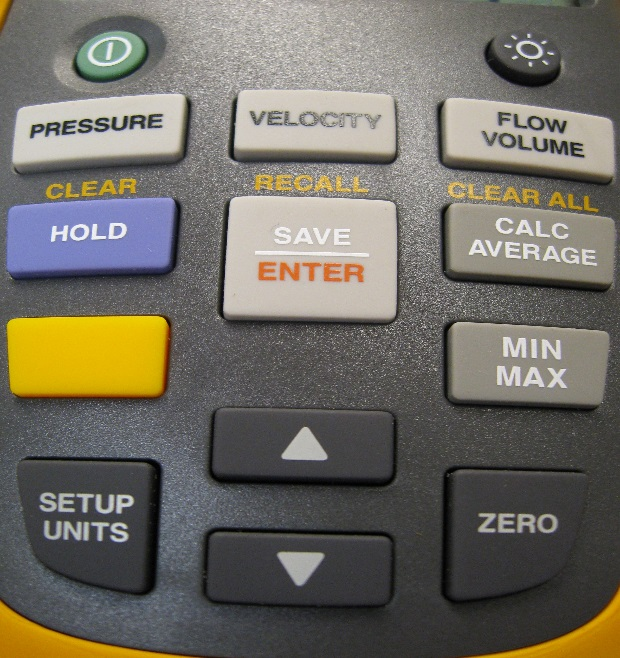 PRESSURE
VELOCITY
FLOW
VOLUME
CLEAR
RECALL
CLEAR ALL
HOLD
SAVE
ENTER
CALC
AVERAGE
MIN
MAX
SETUP
UNITS
ZERO